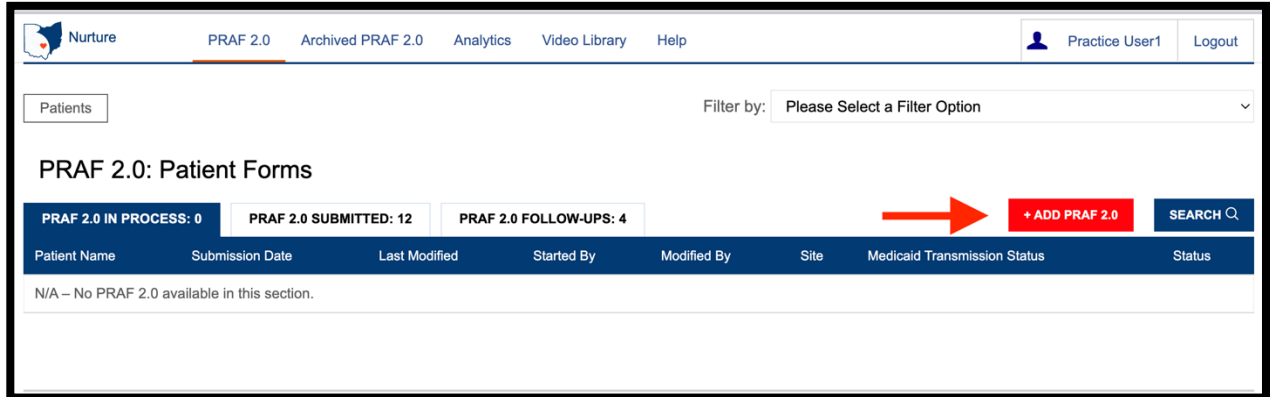 Nurture PRAF 2.0 Archived PRAF 2.0 Analytics Video Library Help Practice User1 Logout
Patients Filter by: Please Select a Filter Option
PRAF 2.0: Patient Forms
PRAF 2.0 IN PROCESS: 0 PRAF 2.0 SUBMITTED: 12 PRAF 2.0 FOLLOW-UPS: 4 + ADD PRAF 2.0 SEARCH
Patient Name Submission Date Last Modified Started By Modified By Site Medicaid Transmission Status Status
N/A – No PRAF 2.0 available in this section.